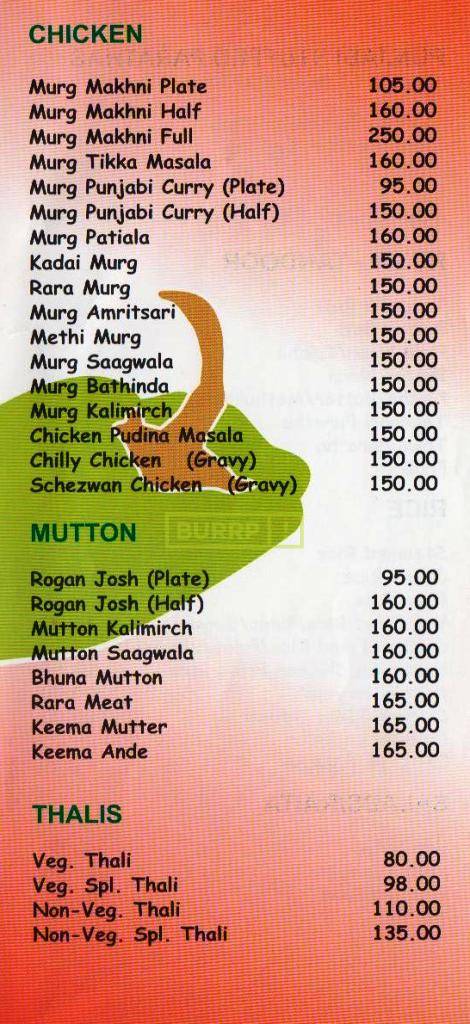 CHICKEN
Murg Makhni Plate 105.00
Murg Makhni Half 160.00
Murg Makhni Full 250.00
Murg Tikka Masala 160.00
Murg Punjabi Curry (Plate) 95.00
Murg Punjabi Curry (Half) 150.00
Murg Patiala 160.00
Kadai Murg 150.00
Rara Murg 150.00
Murg Amritsari 150.00
Methi Murg 150.00
Murg Saagwala 150.00
Murg Bathinda 150.00
Murg Kalimirch 150.00
Chicken Pudina Masala 150.00
Chilly Chicken (Gravy) 150.00
Schezwan Chicken (Gravy) 150.00
BURRP!
MUTTON
Rogan Josh (Plate) 95.00
Rogan Josh (Half) 160.00
Mutton Kalimirch 160.00
Mutton Saagwala 160.00
Bhuna Mutton 160.00
Rara Meat 165.00
Keema Mutter 165.00
Keema Ande 165.00
THALIS
Veg. Thali 80.00
Veg. Spl. Thali 98.00
Non-Veg. Thali 110.00
Non-Veg. Spl. Thali 135.00